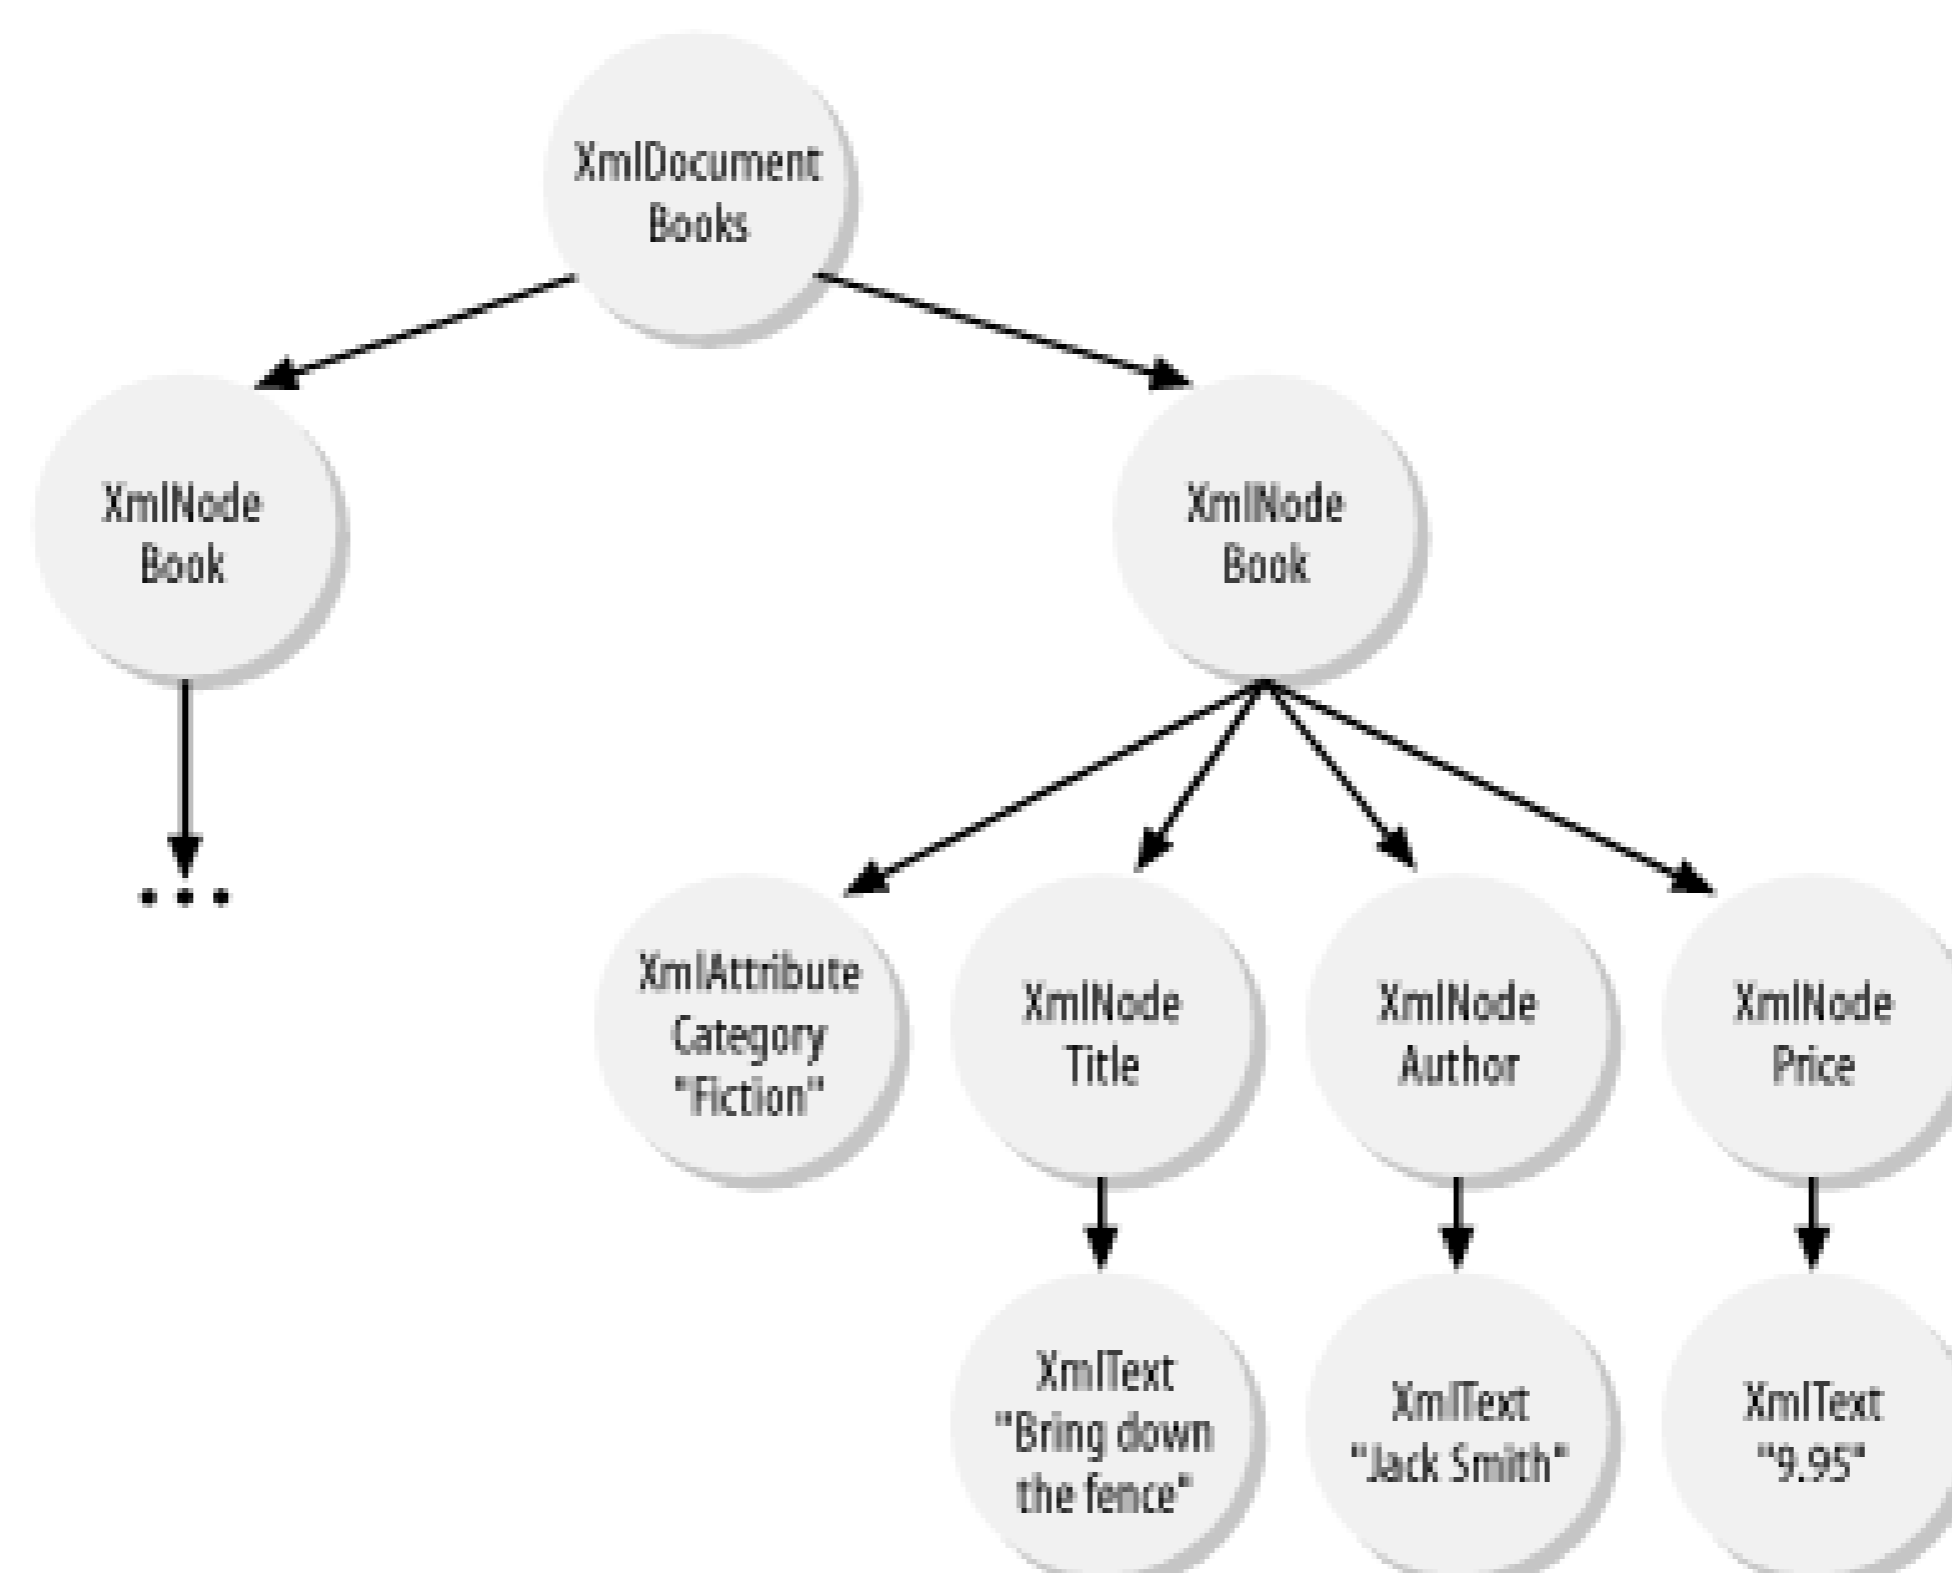 XmlDocument
Books
XmlNode
Book
XmlNode
Book
...
XmlAttribute
Category
"Fiction"
XmlNode
Title
XmlNode
Author
XmlNode
Price
XmlText
"Bring down
the fence"
XmlText
"Jack Smith"
XmlText
"9.95"